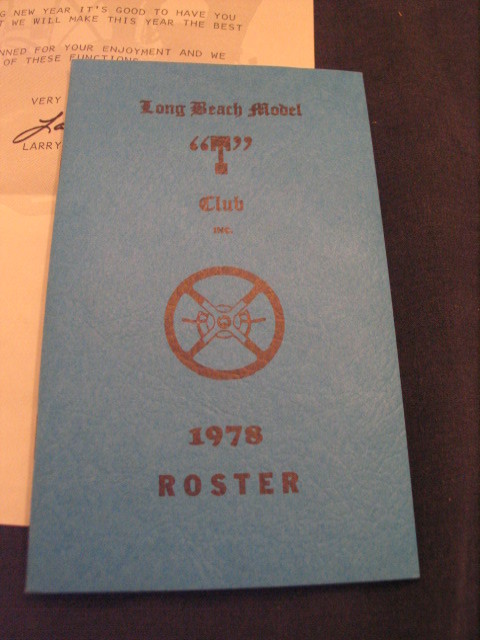 G NEW YEAR IT'S GOOD TO HAVE YOU
T WE WILL MAKE THIS YEAR THE BEST
NNED FOR YOUR ENJOYMENT AND WE
OF THESE FUNCTIONS
VERY
La
LARRY
Long Beach Model
“T”
Club
INC.
1978
ROSTER